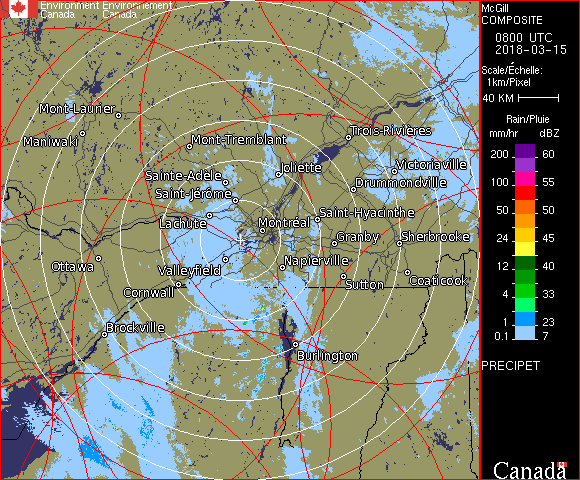 Environment Environnement
Canada Canada
McGill
COMPOSITE
0800 UTC
2018-03-15
Scale/Échelle:
1km/Pixel
40 KM
Rain/Pluie
mm/hr dBZ
200 60
100 55
50 50
24 45
12 40
4 33
1 23
0.1 7
PRECIPET
Canada
Mont-Laurier
Maniwaki
Mont-Tremblant
Trois-Rivières
Joliette
Victoriaville
Sainte-Adèle
Drummondville
Saint-Jérôme
Saint-Hyacinthe
Lachute
Montréal
Granby
Sherbrooke
Ottawa
Valleyfield
Napierville
Cornwall
Sutton
Coaticook
Brockville
Burlington